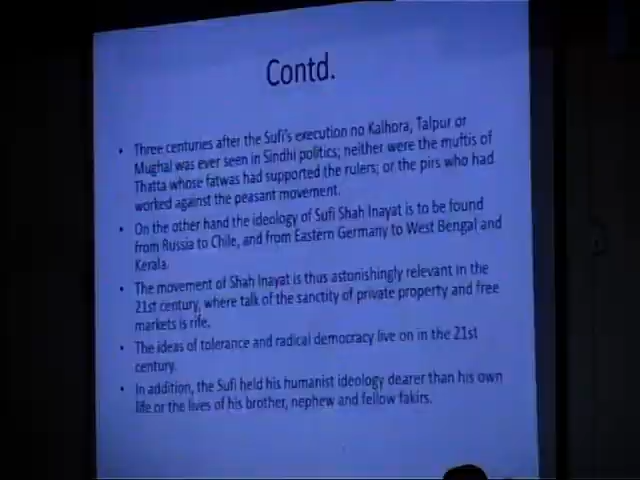 Contd.
• Three centuries after the Sufi's execution no Kalhora, Talpur or
Mughal was ever seen in Sindhi politics; neither were the muftis of
Thatta whose fatwas had supported the rulers; or the pirs who had
worked against the peasant movement.
• On the other hand the ideology of Sufi Shah Inayat is to be found
from Russia to Chile, and from Eastern Germany to West Bengal and
Kerala.
• The movement of Shah Inayat is thus astonishingly relevant in the
21st century, where talk of the sanctity of private property and free
markets is rife.
• The ideas of tolerance and radical democracy live on in the 21st
century.
• In addition, the Sufi held his humanist ideology dearer than his own
life or the lives of his brother, nephew and fellow fakirs.